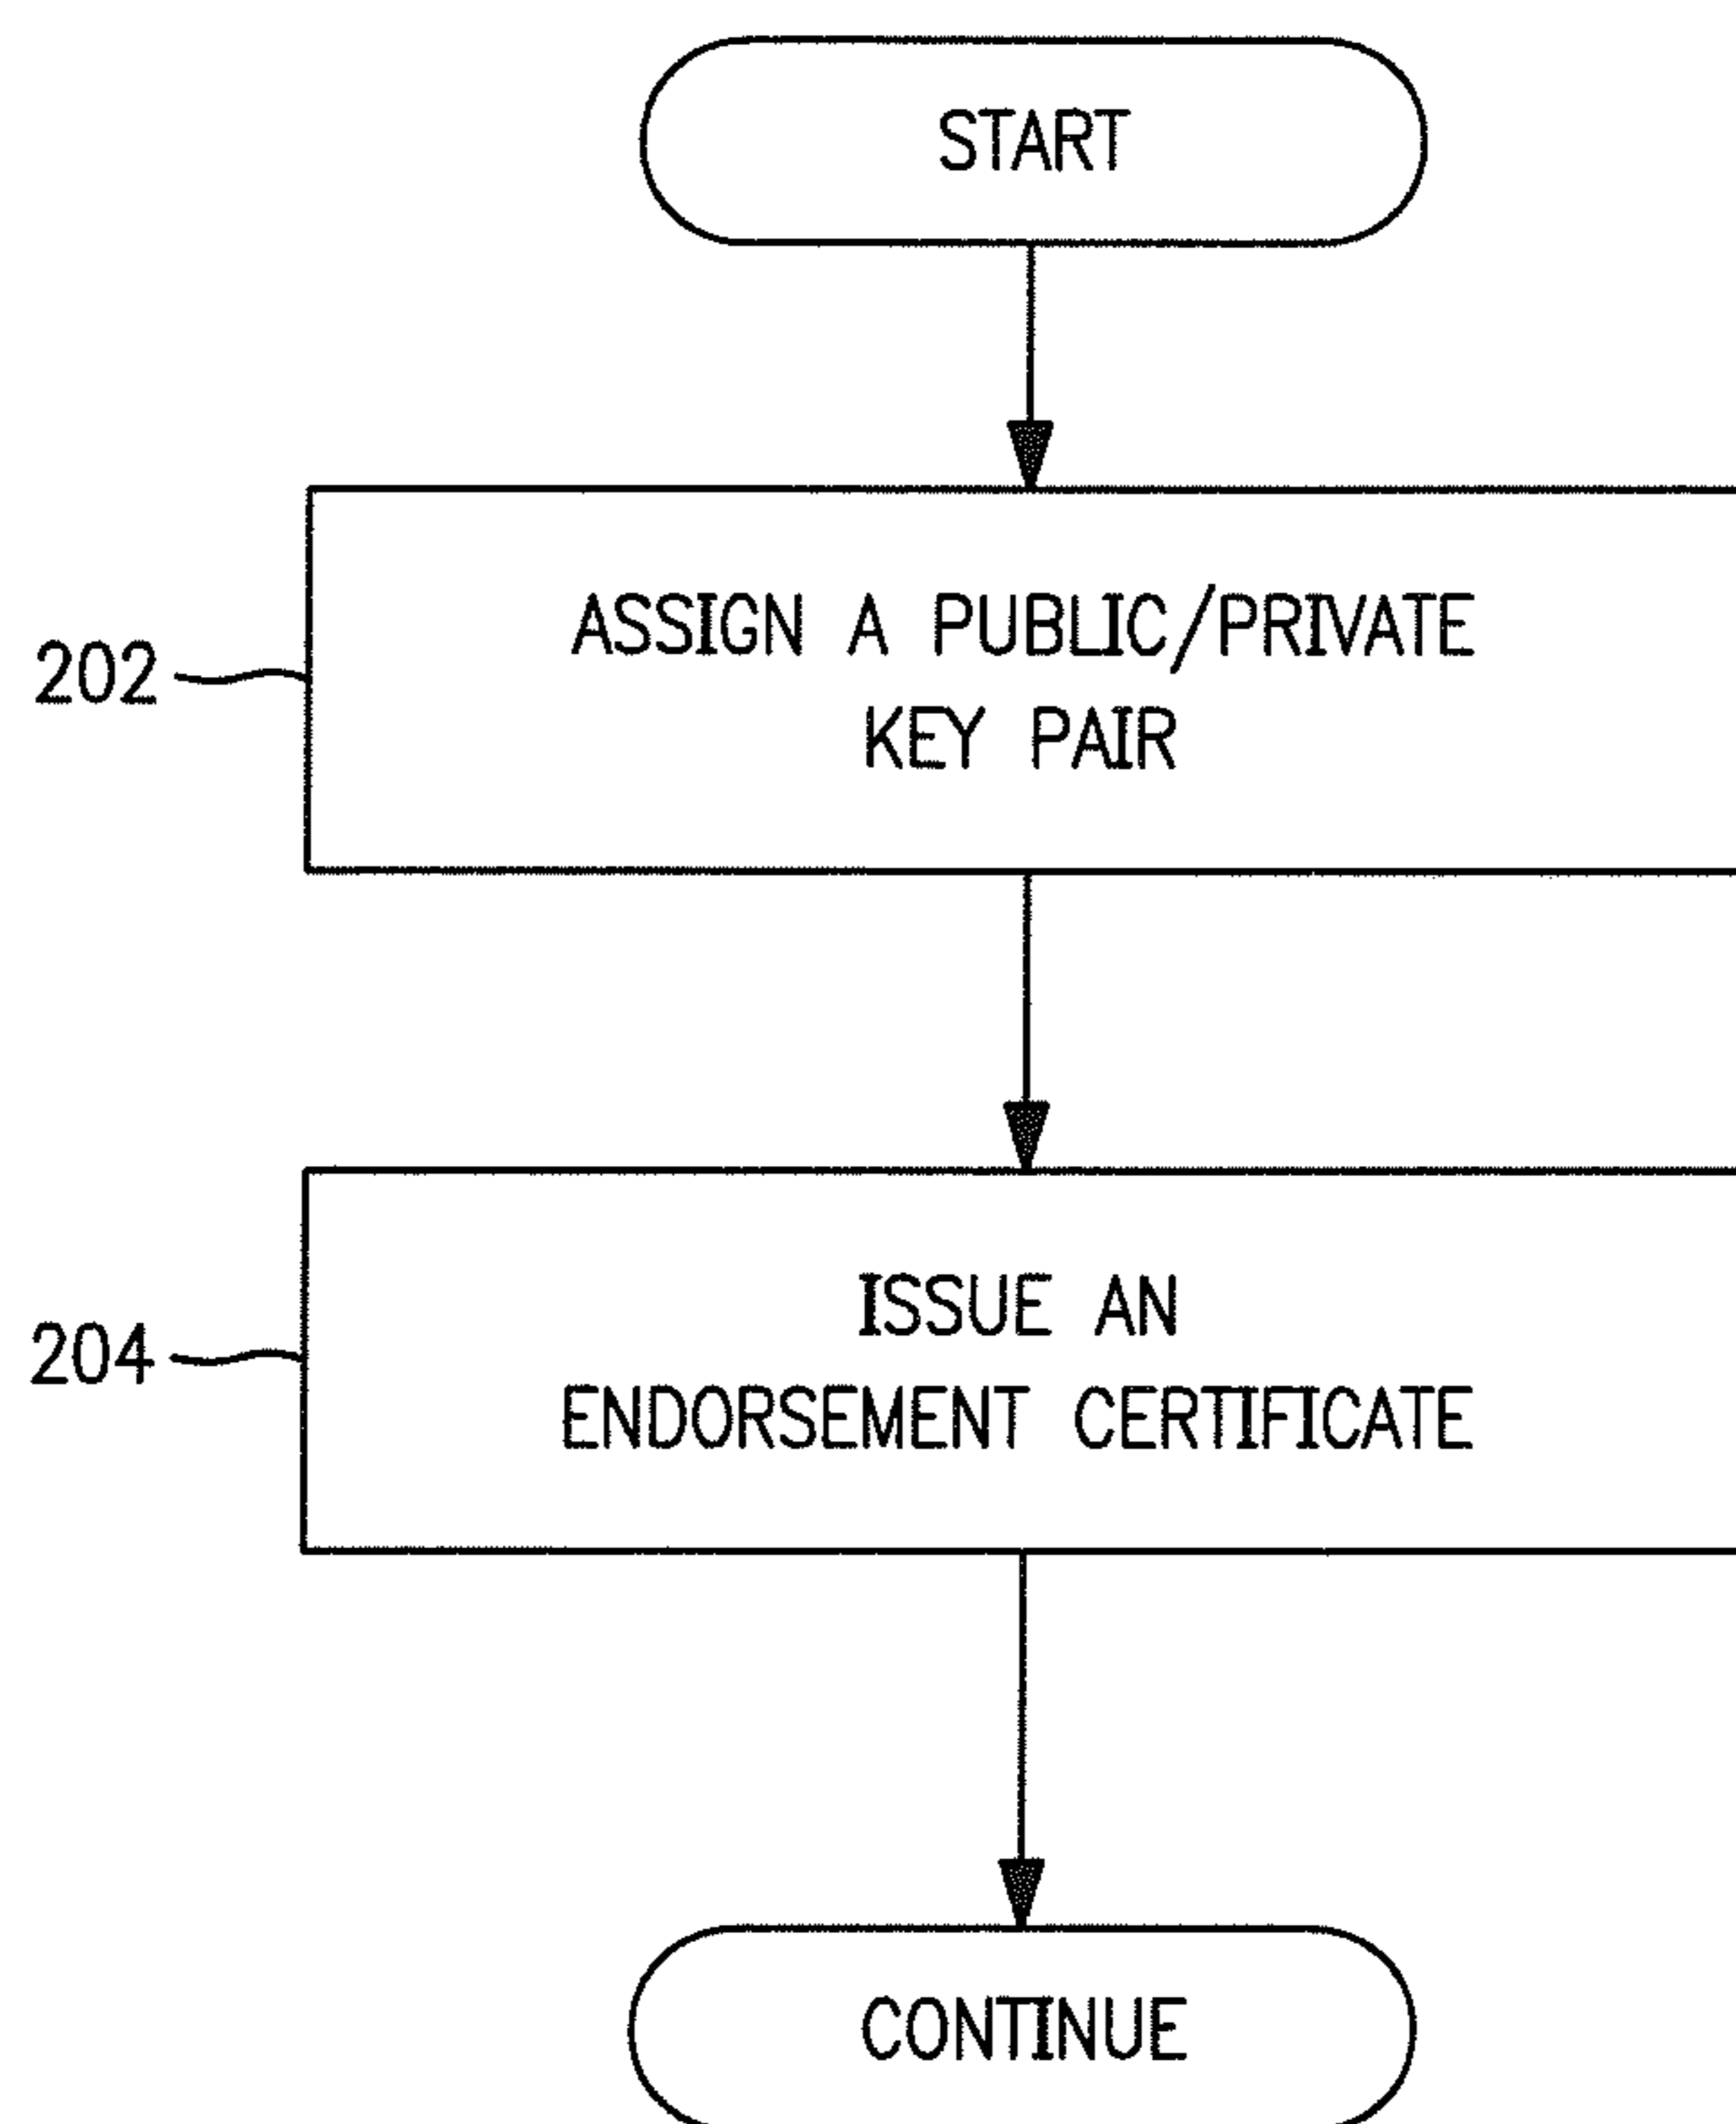 START
202
ASSIGN A PUBLIC/PRIVATE
KEY PAIR
204
ISSUE AN
ENDORSEMENT CERTIFICATE
CONTINUE